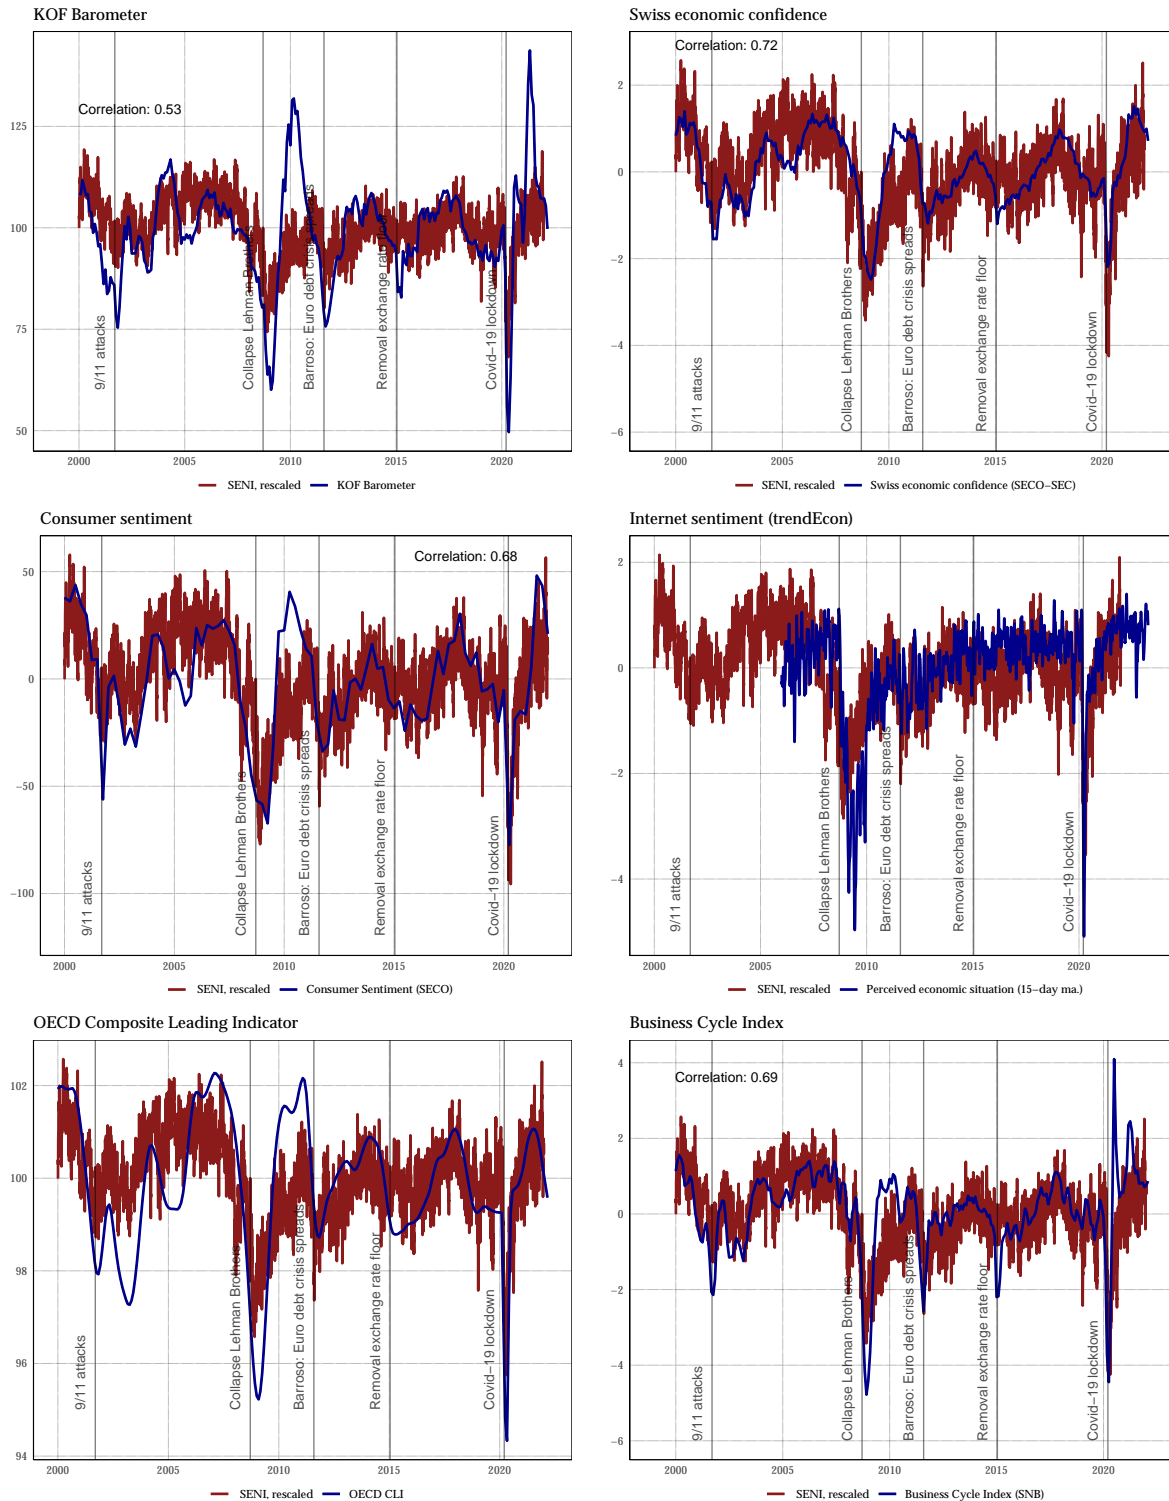 KOF Barometer
Correlation: 0.53
125
100
75
50
9/11 attacks
Collapse Lehman Brothers
Barroso: Euro debt crisis spreads
Removal exchange rate floor
Covid−19 lockdown
2000 2005 2010 2015 2020
SENI, rescaled KOF Barometer
Swiss economic confidence
Correlation: 0.72
2
0
−2
−4
−6
9/11 attacks
Collapse Lehman Brothers
Barroso: Euro debt crisis spreads
Removal exchange rate floor
Covid−19 lockdown
2000 2005 2010 2015 2020
SENI, rescaled Swiss economic confidence (SECO−SEC)
Consumer sentiment
Correlation: 0.68
50
0
−50
−100
9/11 attacks
Collapse Lehman Brothers
Barroso: Euro debt crisis spreads
Removal exchange rate floor
Covid−19 lockdown
2000 2005 2010 2015 2020
SENI, rescaled Consumer Sentiment (SECO)
Internet sentiment (trendEcon)
2
0
−2
−4
9/11 attacks
Collapse Lehman Brothers
Barroso: Euro debt crisis spreads
Removal exchange rate floor
Covid−19 lockdown
2000 2005 2010 2015 2020
SENI, rescaled Perceived economic situation (15−day ma.)
OECD Composite Leading Indicator
102
100
98
96
94
9/11 attacks
Collapse Lehman Brothers
Barroso: Euro debt crisis spreads
Removal exchange rate floor
Covid−19 lockdown
2000 2005 2010 2015 2020
SENI, rescaled OECD CLI
Business Cycle Index
Correlation: 0.69
4
2
0
−2
−4
−6
9/11 attacks
Collapse Lehman Brothers
Barroso: Euro debt crisis spreads
Removal exchange rate floor
Covid−19 lockdown
2000 2005 2010 2015 2020
SENI, rescaled Business Cycle Index (SNB)